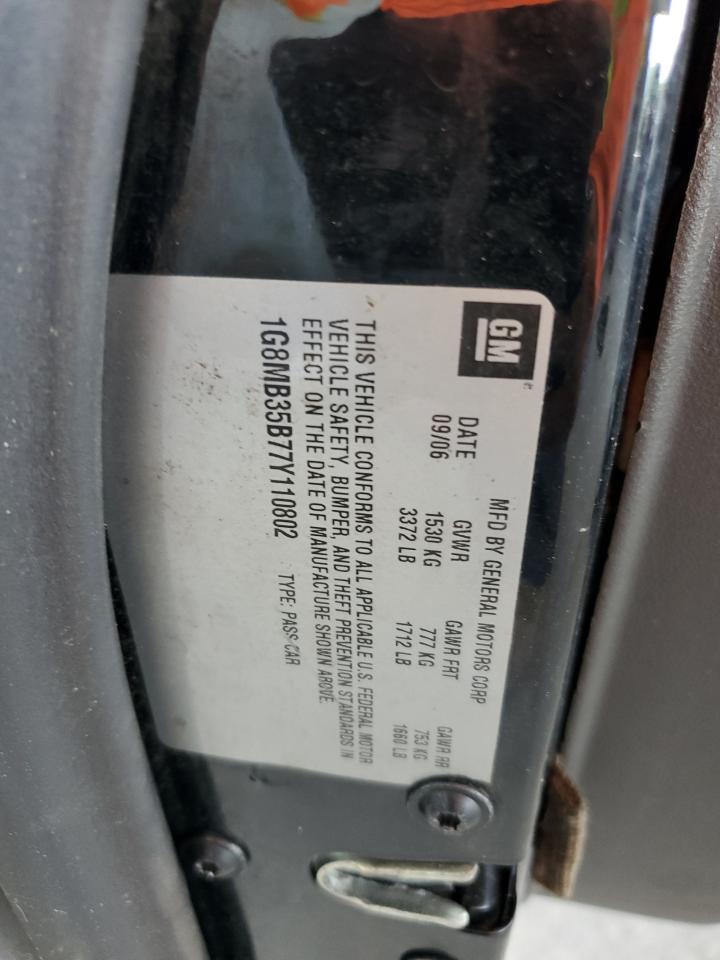 GM
MFD BY GENERAL MOTORS CORP
DATE GVWR GAWR FRT GAWR RR
09/06 1530 KG 777 KG 753 KG
3372 LB 1712 LB 1660 LB
THIS VEHICLE CONFORMS TO ALL APPLICABLE U.S. FEDERAL MOTOR
VEHICLE SAFETY, BUMPER, AND THEFT PREVENTION STANDARDS IN
EFFECT ON THE DATE OF MANUFACTURE SHOWN ABOVE.
1G8MB35B77Y110802 TYPE: PASS CAR